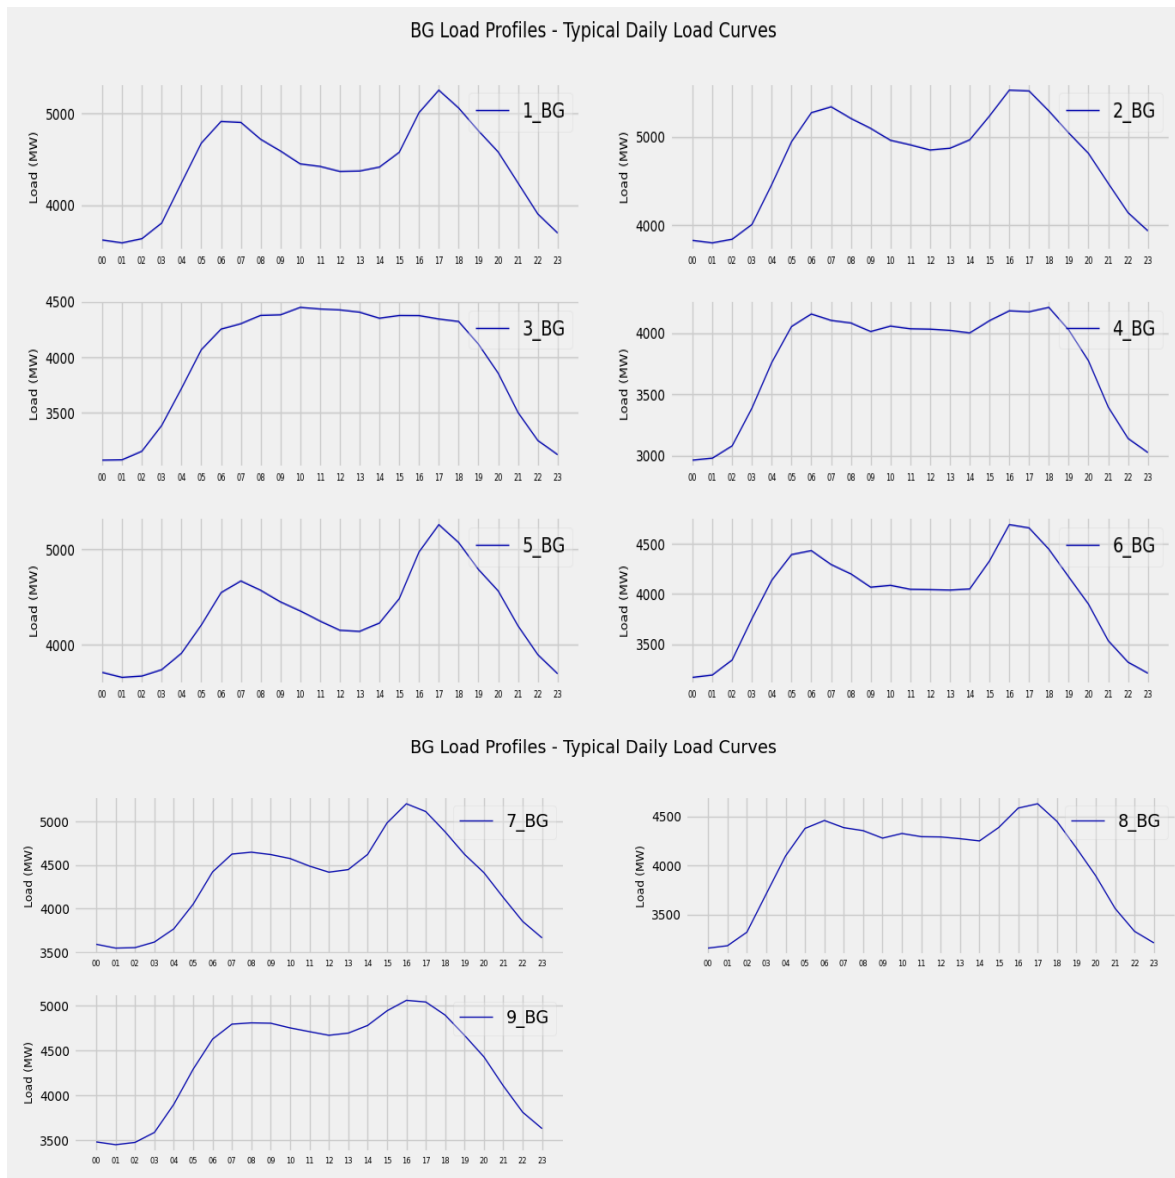 BG Load Profiles - Typical Daily Load Curves
5000
4000
Load (MW)
1_BG
00 01 02 03 04 05 06 07 08 09 10 11 12 13 14 15 16 17 18 19 20 21 22 23
5000
4000
Load (MW)
2_BG
00 01 02 03 04 05 06 07 08 09 10 11 12 13 14 15 16 17 18 19 20 21 22 23
4500
4000
3500
Load (MW)
3_BG
00 01 02 03 04 05 06 07 08 09 10 11 12 13 14 15 16 17 18 19 20 21 22 23
4000
3500
3000
Load (MW)
4_BG
00 01 02 03 04 05 06 07 08 09 10 11 12 13 14 15 16 17 18 19 20 21 22 23
5000
4000
Load (MW)
5_BG
00 01 02 03 04 05 06 07 08 09 10 11 12 13 14 15 16 17 18 19 20 21 22 23
4500
4000
3500
Load (MW)
6_BG
00 01 02 03 04 05 06 07 08 09 10 11 12 13 14 15 16 17 18 19 20 21 22 23
BG Load Profiles - Typical Daily Load Curves
5000
4500
4000
3500
Load (MW)
7_BG
00 01 02 03 04 05 06 07 08 09 10 11 12 13 14 15 16 17 18 19 20 21 22 23
4500
4000
3500
Load (MW)
8_BG
00 01 02 03 04 05 06 07 08 09 10 11 12 13 14 15 16 17 18 19 20 21 22 23
5000
4500
4000
3500
Load (MW)
9_BG
00 01 02 03 04 05 06 07 08 09 10 11 12 13 14 15 16 17 18 19 20 21 22 23